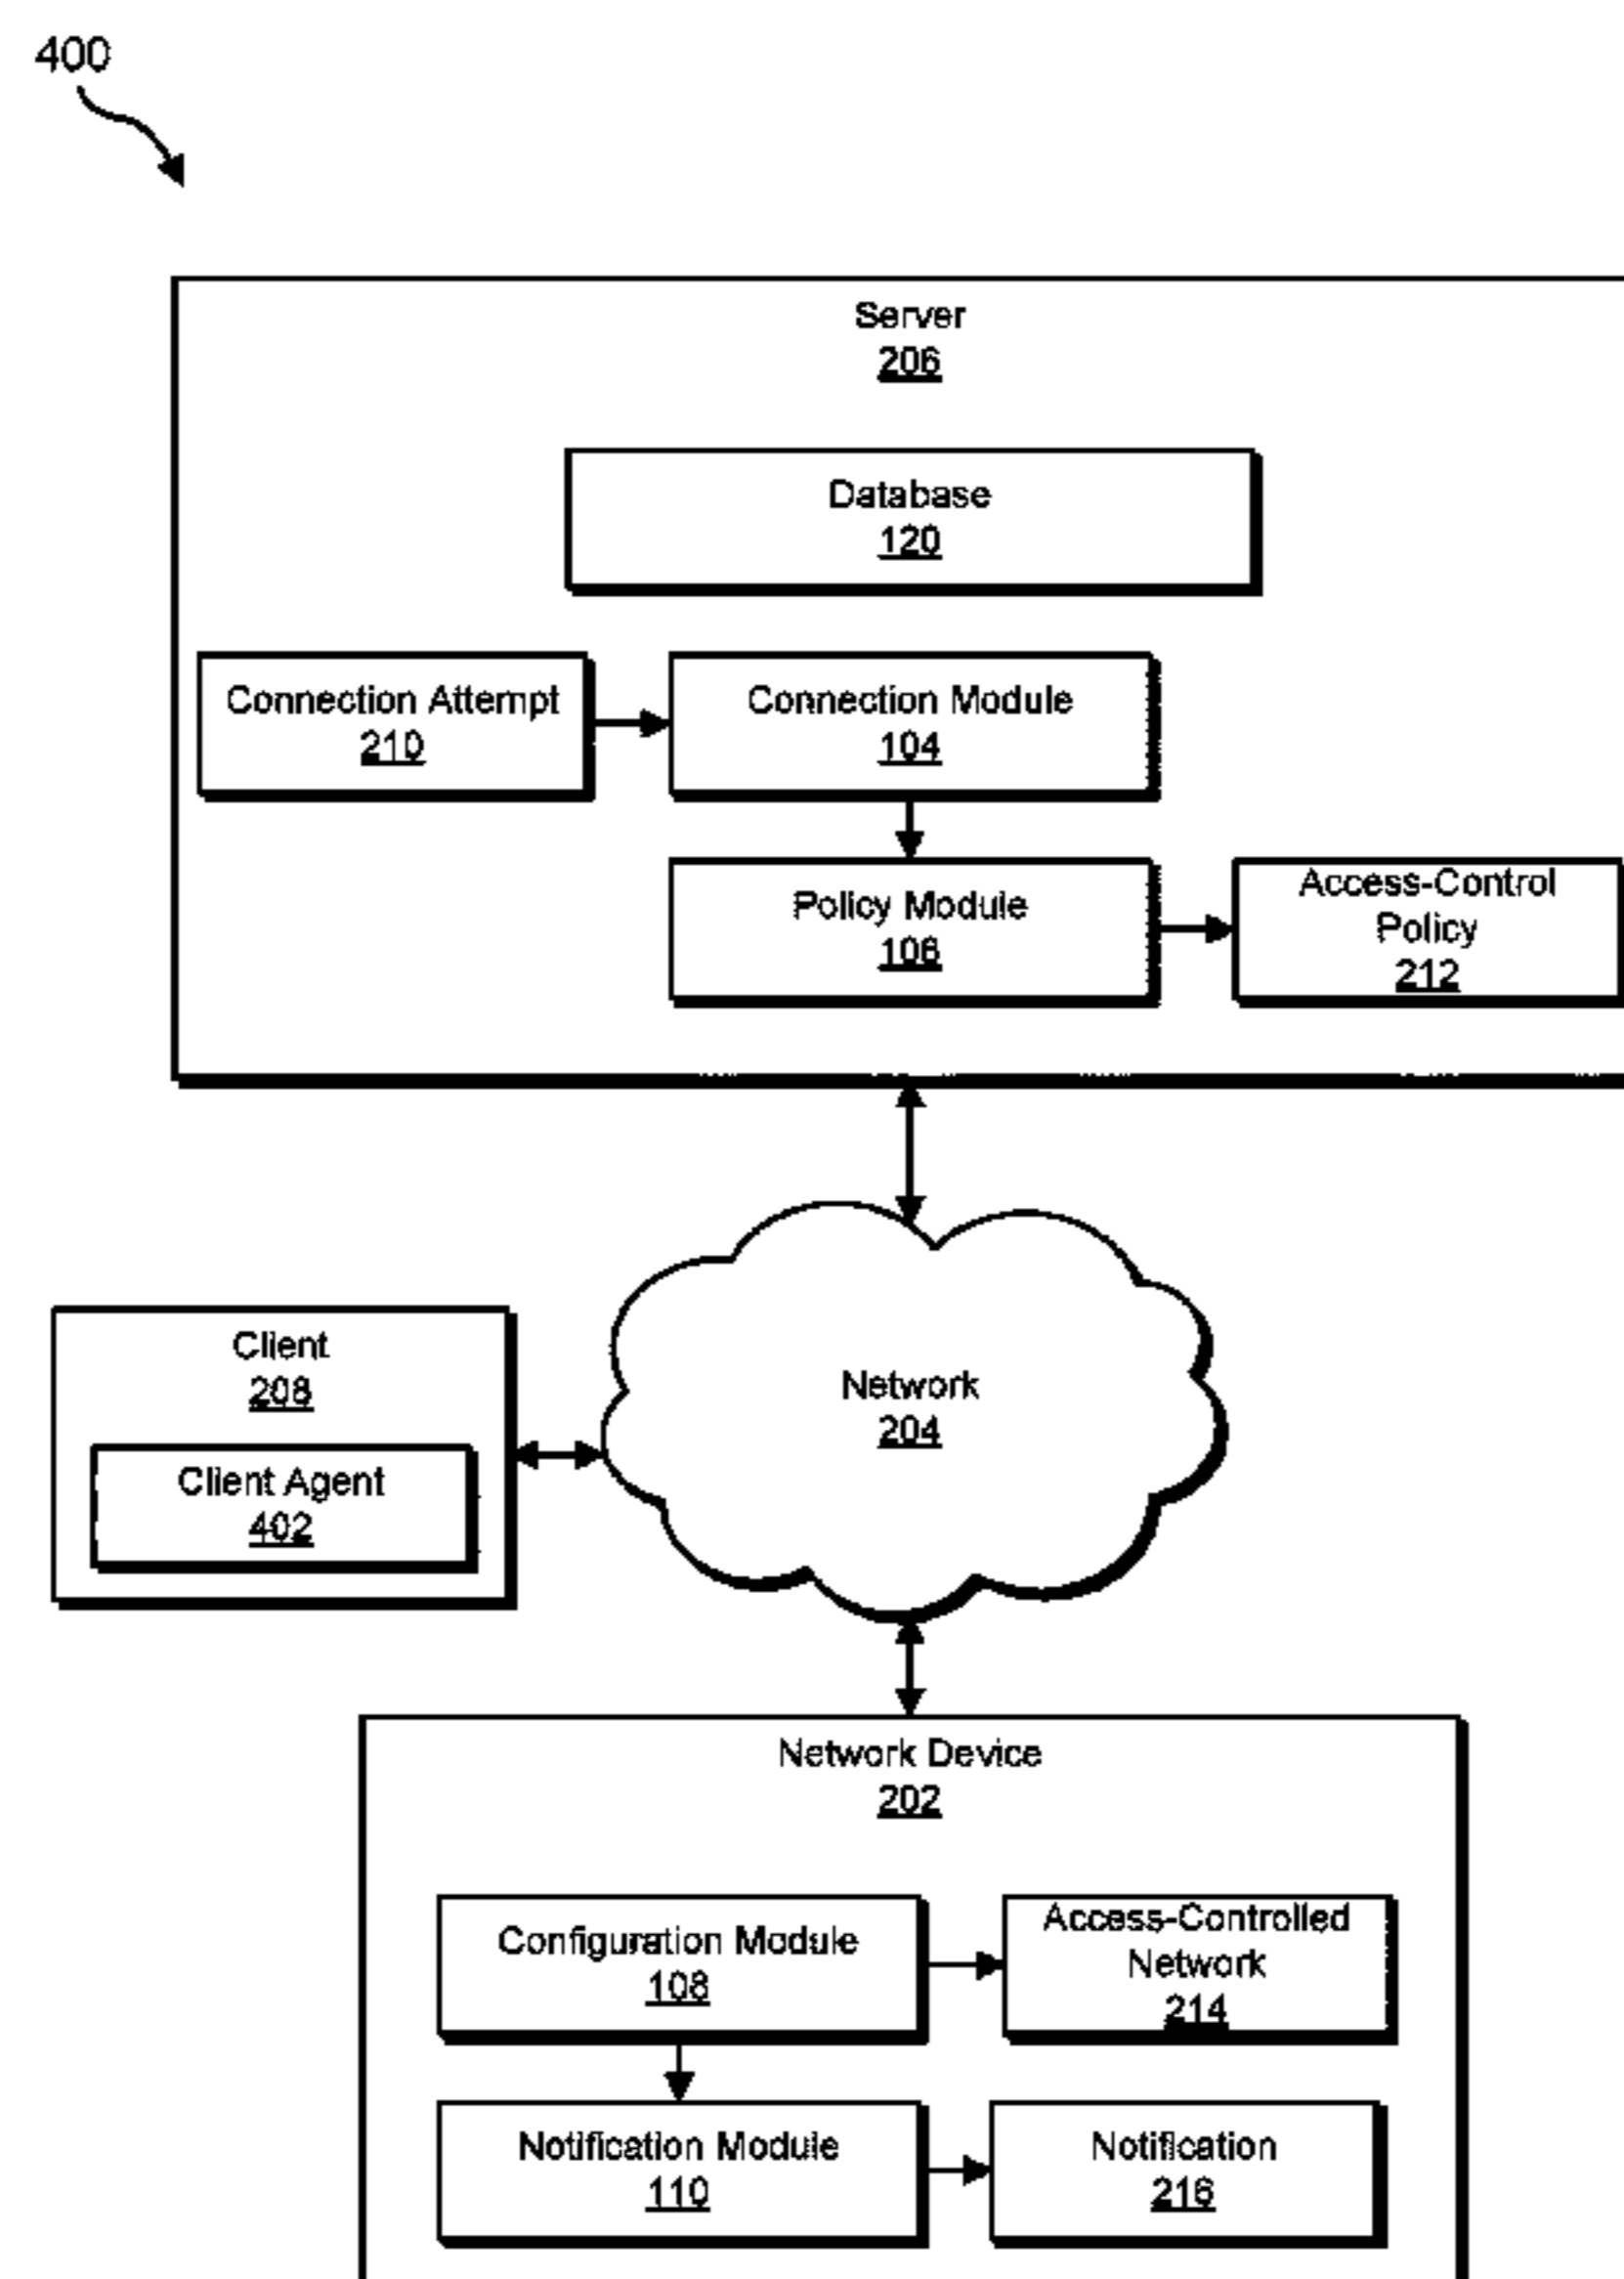 400
Server
206
Database
120
Connection Attempt
210
Connection Module
104
Policy Module
106
Access-Control
Policy
212
Client
208
Client Agent
402
Network
204
Network Device
202
Configuration Module
108
Access-Controlled
Network
214
Notification Module
110
Notification
216